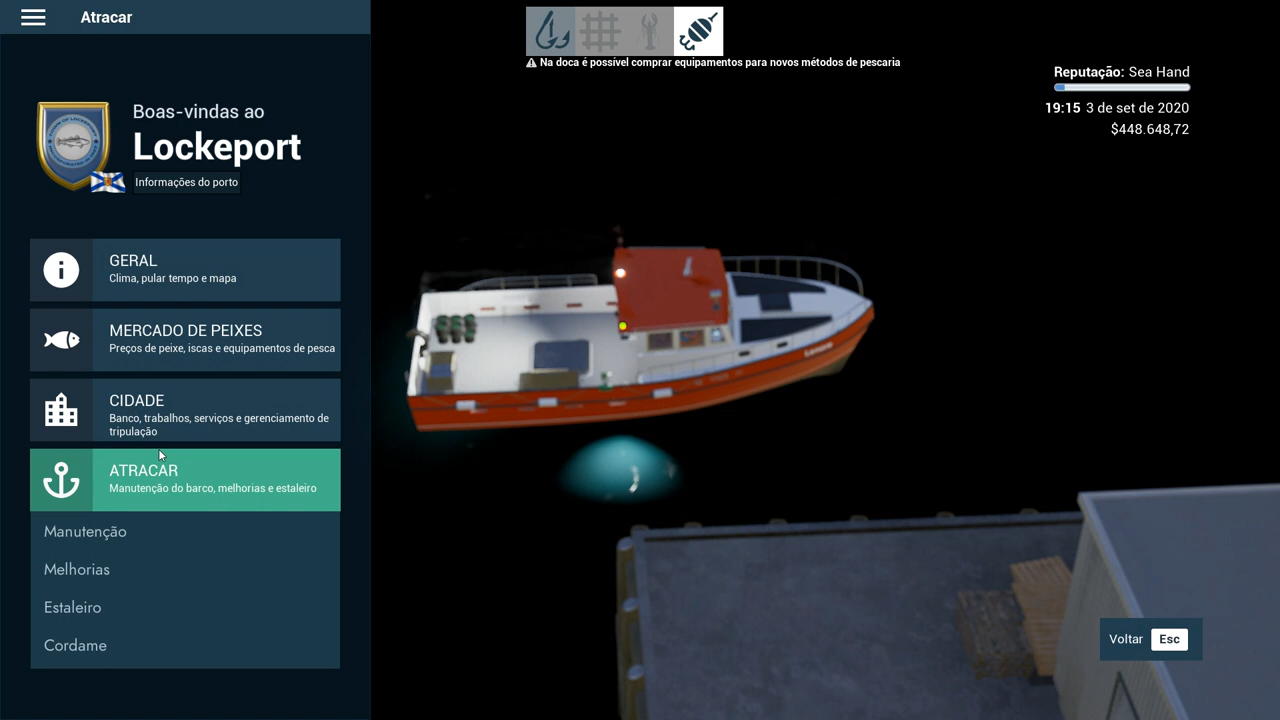 Atracar
Boas-vindas ao
Lockeport
Informações do porto
GERAL
Clima, pular tempo e mapa
MERCADO DE PEIXES
Preços de peixe, iscas e equipamentos de pesca
CIDADE
Banco, trabalhos, serviços e gerenciamento de
tripulação
ATRACAR
Manutenção do barco, melhorias e estaleiro
Manutenção
Melhorias
Estaleiro
Cordame
Na doca é possível comprar equipamentos para novos métodos de pescaria
Reputação: Sea Hand
19:15 3 de set de 2020
$448.648,72
Voltar Esc